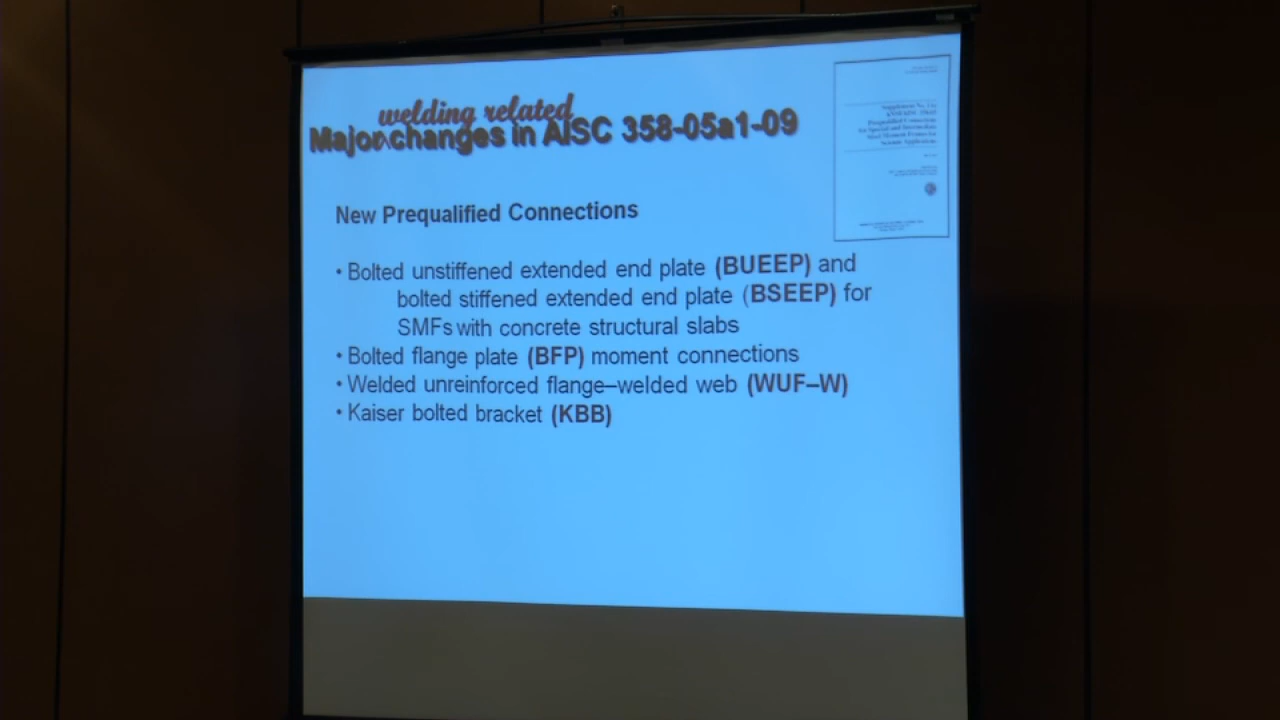 welding related
Major^changes in AISC 358-05a1-09
New Prequalified Connections
• Bolted unstiffened extended end plate (BUEEP) and
bolted stiffened extended end plate (BSEEP) for
SMFs with concrete structural slabs
• Bolted flange plate (BFP) moment connections
• Welded unreinforced flange–welded web (WUF–W)
• Kaiser bolted bracket (KBB)